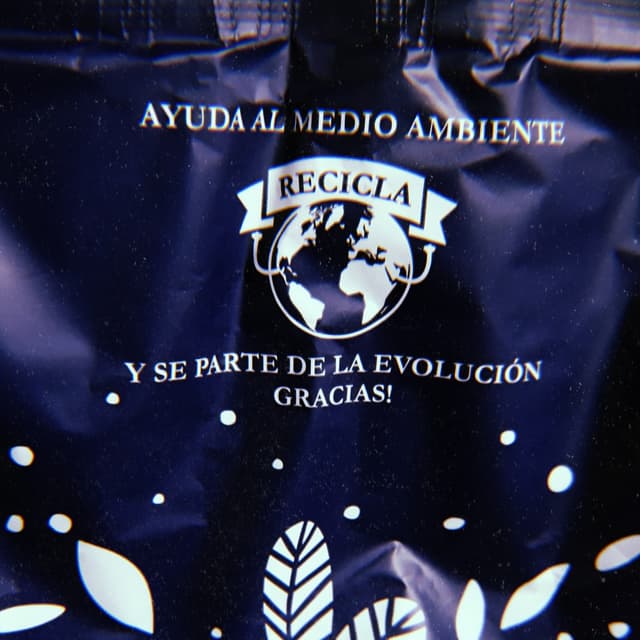 AYUDA AL MEDIO AMBIENTE
RECICLA
Y SE PARTE DE LA EVOLUCIÓN
GRACIAS!